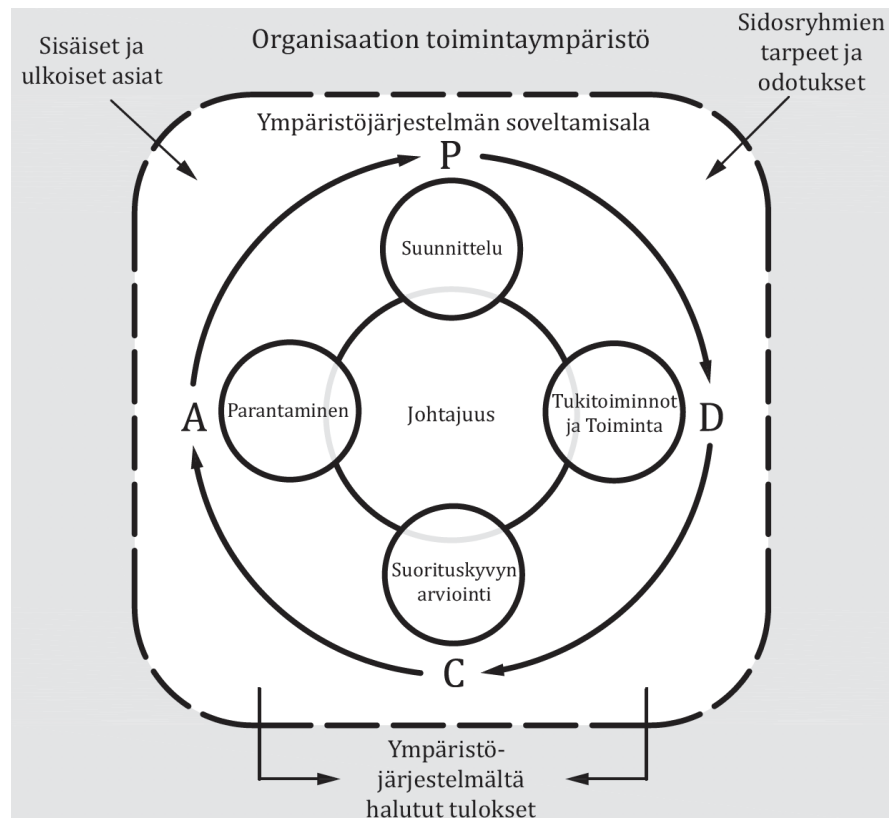 Sisäiset ja
ulkoiset asiat
Organisaation toimintaympäristö
Sidosryhmien
tarpeet ja
odotukset
Ympäristöjärjestelmän soveltamisala
P
Suunnittelu
A
Parantaminen
Johtajuus
Tukitoiminnot
ja Toiminta
D
Suorituskyvyn
arviointi
C
Ympäristö-
järjestelmältä
halutut tulokset